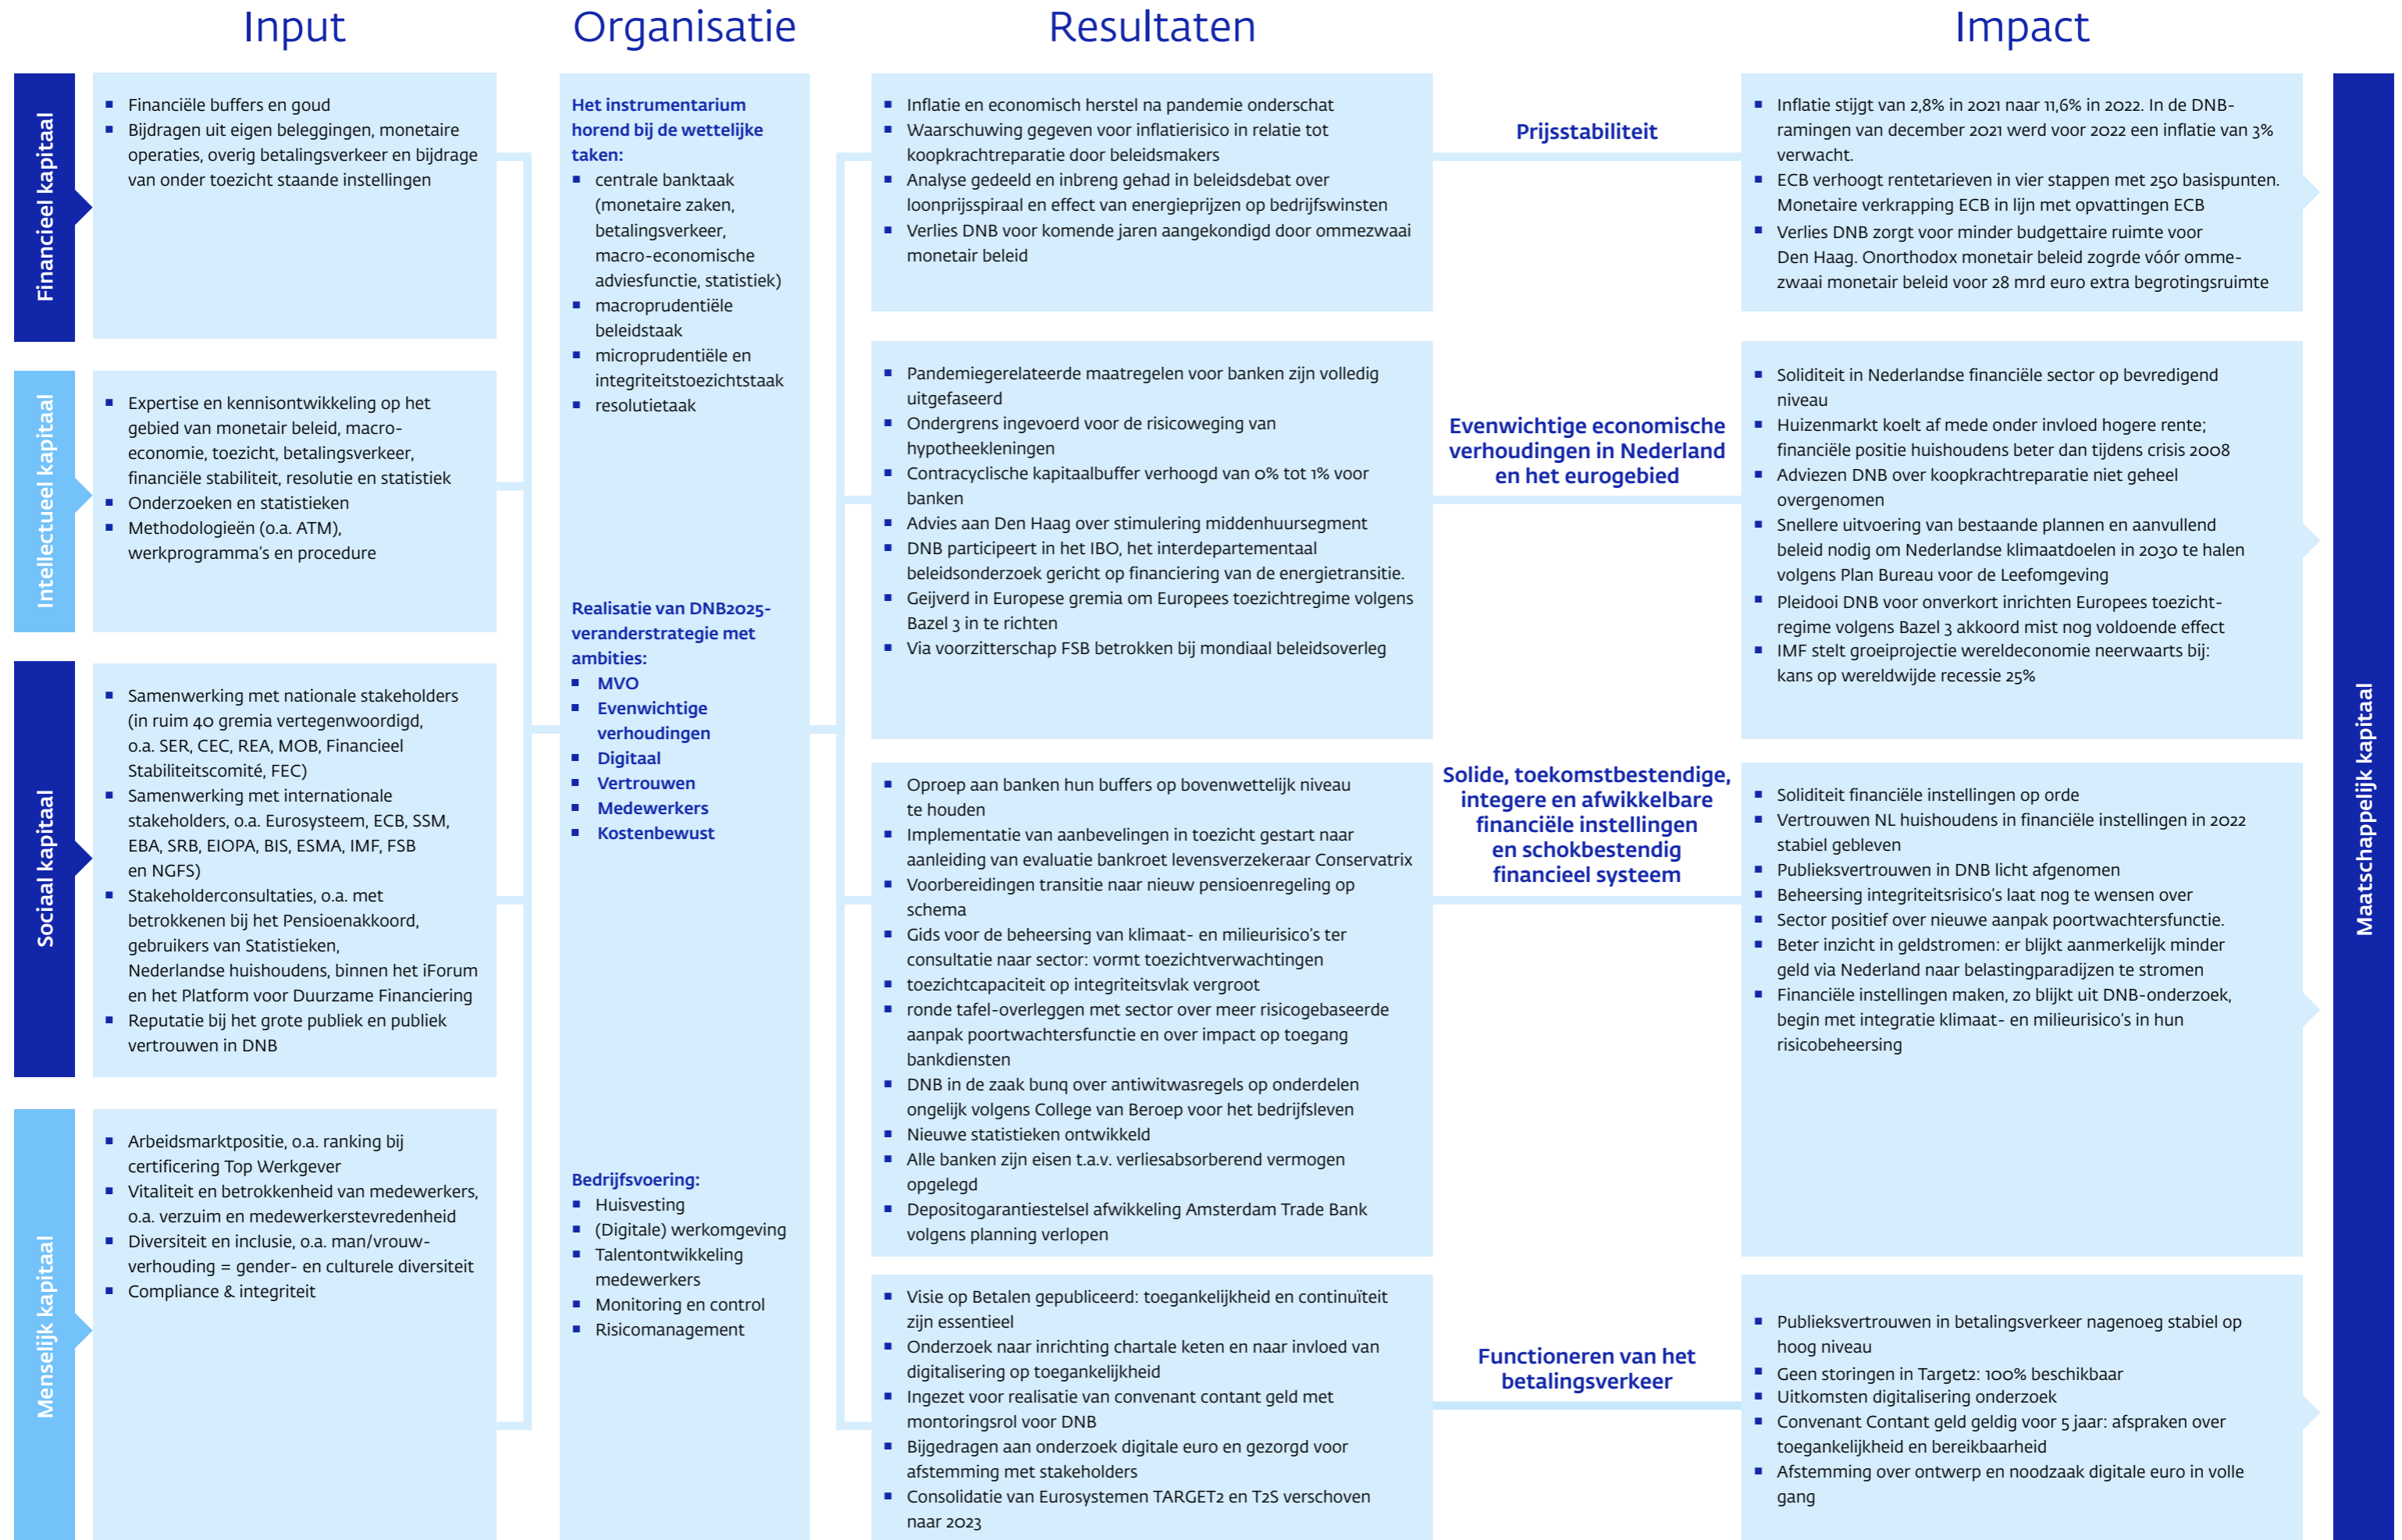 Input
Organisatie
Resultaten
Impact
Financieel kapitaal
Financiële buffers en goud
Bijdragen uit eigen beleggingen, monetaire
operaties, overig betalingsverkeer en bijdrage
van onder toezicht staande instellingen
Intellectueel kapitaal
Expertise en kennisontwikkeling op het
gebied van monetair beleid, macro-
economie, toezicht, betalingsverkeer,
financiële stabiliteit, resolutie en statistiek
Onderzoeken en statistieken
Methodologieën (o.a. ATM),
werkprogramma's en procedure
Sociaal kapitaal
Samenwerking met nationale stakeholders
(in ruim 40 gremia vertegenwoordigd,
o.a. SER, CEC, REA, MOB, Financieel
Stabiliteitscomité, FEC)
Samenwerking met internationale
stakeholders, o.a. Eurosysteem, ECB, SSM,
EBA, SRB, EIOPA, BIS, ESMA, IMF, FSB
en NGFS)
Stakeholderconsultaties, o.a. met
betrokkenen bij het Pensioenakkoord,
gebruikers van Statistieken,
Nederlandse huishoudens, binnen het iForum
en het Platform voor Duurzame Financiering
Reputatie bij het grote publiek en publiek
vertrouwen in DNB
Menselijk kapitaal
Arbeidsmarktpositie, o.a. ranking bij
certificering Top Werkgever
Vitaliteit en betrokkenheid van medewerkers,
o.a. verzuim en medewerkerstevredenheid
Diversiteit en inclusie, o.a. man/vrouw-
verhouding = gender- en culturele diversiteit
Compliance & integriteit
Het instrumentarium
horend bij de wettelijke
taken:
centrale banktaak
(monetaire zaken,
betalingsverkeer,
macro-economische
adviesfunctie, statistiek)
macroprudentiële
beleidstaak
microprudentiële en
integriteitstoezichtstaak
resolutietaak
Realisatie van DNB2025-
veranderstrategie met
ambities:
MVO
Evenwichtige
verhoudingen
Digitaal
Vertrouwen
Medewerkers
Kostenbewust
Bedrijfsvoering:
Huisvesting
(Digitale) werkomgeving
Talentontwikkeling
medewerkers
Monitoring en control
Risicomanagement
Inflatie en economisch herstel na pandemie onderschat
Waarschuwing gegeven voor inflatierisico in relatie tot
koopkrachtreparatie door beleidsmakers
Analyse gedeeld en inbreng gehad in beleidsdebat over
loonprijsspiraal en effect van energieprijzen op bedrijfswinsten
Verlies DNB voor komende jaren aangekondigd door ommezwaai
monetair beleid
Prijsstabiliteit
Inflatie stijgt van 2,8% in 2021 naar 11,6% in 2022. In de DNB-
ramingen van december 2021 werd voor 2022 een inflatie van 3%
verwacht.
ECB verhoogt rentetarieven in vier stappen met 250 basispunten.
Monetaire verkrapping ECB in lijn met opvattingen ECB
Verlies DNB zorgt voor minder budgettaire ruimte voor
Den Haag. Onorthodox monetair beleid zogrde vóór omme-
zwaai monetair beleid voor 28 mrd euro extra begrotingsruimte
Pandemiegerelateerde maatregelen voor banken zijn volledig
uitgefaseerd
Ondergrens ingevoerd voor de risicoweging van
hypotheekleningen
Contracyclische kapitaalbuffer verhoogd van 0% tot 1% voor
banken
Advies aan Den Haag over stimulering middenhuursegment
DNB participeert in het IBO, het interdepartementaal
beleidsonderzoek gericht op financiering van de energietransitie.
Geijverd in Europese gremia om Europees toezichtregime volgens
Bazel 3 in te richten
Via voorzitterschap FSB betrokken bij mondiaal beleidsoverleg
Evenwichtige economische
verhoudingen in Nederland
en het eurogebied
Soliditeit in Nederlandse financiële sector op bevredigend
niveau
Huizenmarkt koelt af mede onder invloed hogere rente;
financiële positie huishoudens beter dan tijdens crisis 2008
Adviezen DNB over koopkrachtreparatie niet geheel
overgenomen
Snellere uitvoering van bestaande plannen en aanvullend
beleid nodig om Nederlandse klimaatdoelen in 2030 te halen
volgens Plan Bureau voor de Leefomgeving
Pleidooi DNB voor onverkort inrichten Europees toezicht-
regime volgens Bazel 3 akkoord mist nog voldoende effect
IMF stelt groeiprojectie wereldeconomie neerwaarts bij:
kans op wereldwijde recessie 25%
Oproep aan banken hun buffers op bovenwettelijk niveau
te houden
Implementatie van aanbevelingen in toezicht gestart naar
aanleiding van evaluatie bankroet levensverzekeraar Conservatrix
Voorbereidingen transitie naar nieuw pensioenregeling op
schema
Gids voor de beheersing van klimaat- en milieurisico's ter
consultatie naar sector: vormt toezichtverwachtingen
toezichtcapaciteit op integriteitsvlak vergroot
ronde tafel-overleggen met sector over meer risicogebaseerde
aanpak poortwachtersfunctie en over impact op toegang
bankdiensten
DNB in de zaak bunq over antiwitwasregels op onderdelen
ongelijk volgens College van Beroep voor het bedrijfsleven
Nieuwe statistieken ontwikkeld
Alle banken zijn eisen t.a.v. verliesabsorberend vermogen
opgelegd
Depositogarantiestelsel afwikkeling Amsterdam Trade Bank
volgens planning verlopen
Solide, toekomstbestendige,
integere en afwikkelbare
financiële instellingen
en schokbestendig
financieel systeem
Soliditeit financiële instellingen op orde
Vertrouwen NL huishoudens in financiële instellingen in 2022
stabiel gebleven
Publieksvertrouwen in DNB licht afgenomen
Beheersing integriteitsrisico's laat nog te wensen over
Sector positief over nieuwe aanpak poortwachtersfunctie.
Beter inzicht in geldstromen: er blijkt aanmerkelijk minder
geld via Nederland naar belastingparadijzen te stromen
Financiële instellingen maken, zo blijkt uit DNB-onderzoek,
begin met integratie klimaat- en milieurisico's in hun
risicobeheersing
Visie op Betalen gepubliceerd: toegankelijkheid en continuïteit
zijn essentieel
Onderzoek naar inrichting chartale keten en naar invloed van
digitalisering op toegankelijkheid
Ingezet voor realisatie van convenant contant geld met
montoringsrol voor DNB
Bijgedragen aan onderzoek digitale euro en gezorgd voor
afstemming met stakeholders
Consolidatie van Eurosystemen TARGET2 en T2S verschoven
naar 2023
Functioneren van het
betalingsverkeer
Publieksvertrouwen in betalingsverkeer nagenoeg stabiel op
hoog niveau
Geen storingen in Target2: 100% beschikbaar
Uitkomsten digitalisering onderzoek
Convenant Contant geld geldig voor 5 jaar: afspraken over
toegankelijkheid en bereikbaarheid
Afstemming over ontwerp en noodzaak digitale euro in volle
gang
Maatschappelijk kapitaal